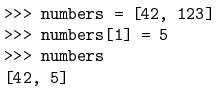 >>> numbers = [42, 123]
>>> numbers[1] = 5
>>> numbers
[42, 5]